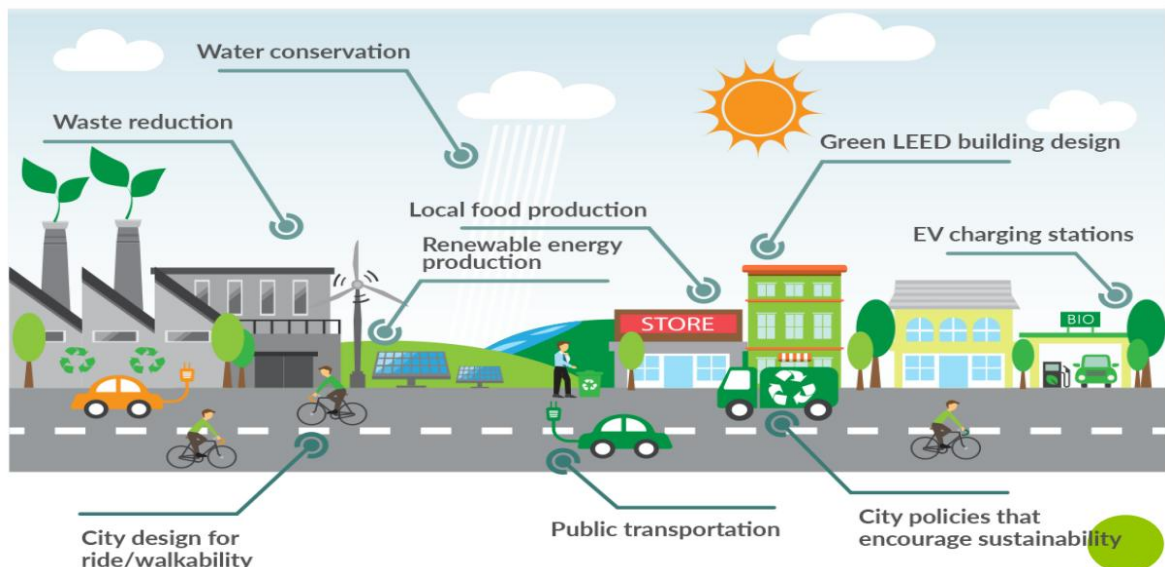 Water conservation
Waste reduction
Green LEED building design
Local food production
Renewable energy
production
EV charging stations
STORE
BIO
City design for
ride/walkability
Public transportation
City policies that
encourage sustainability